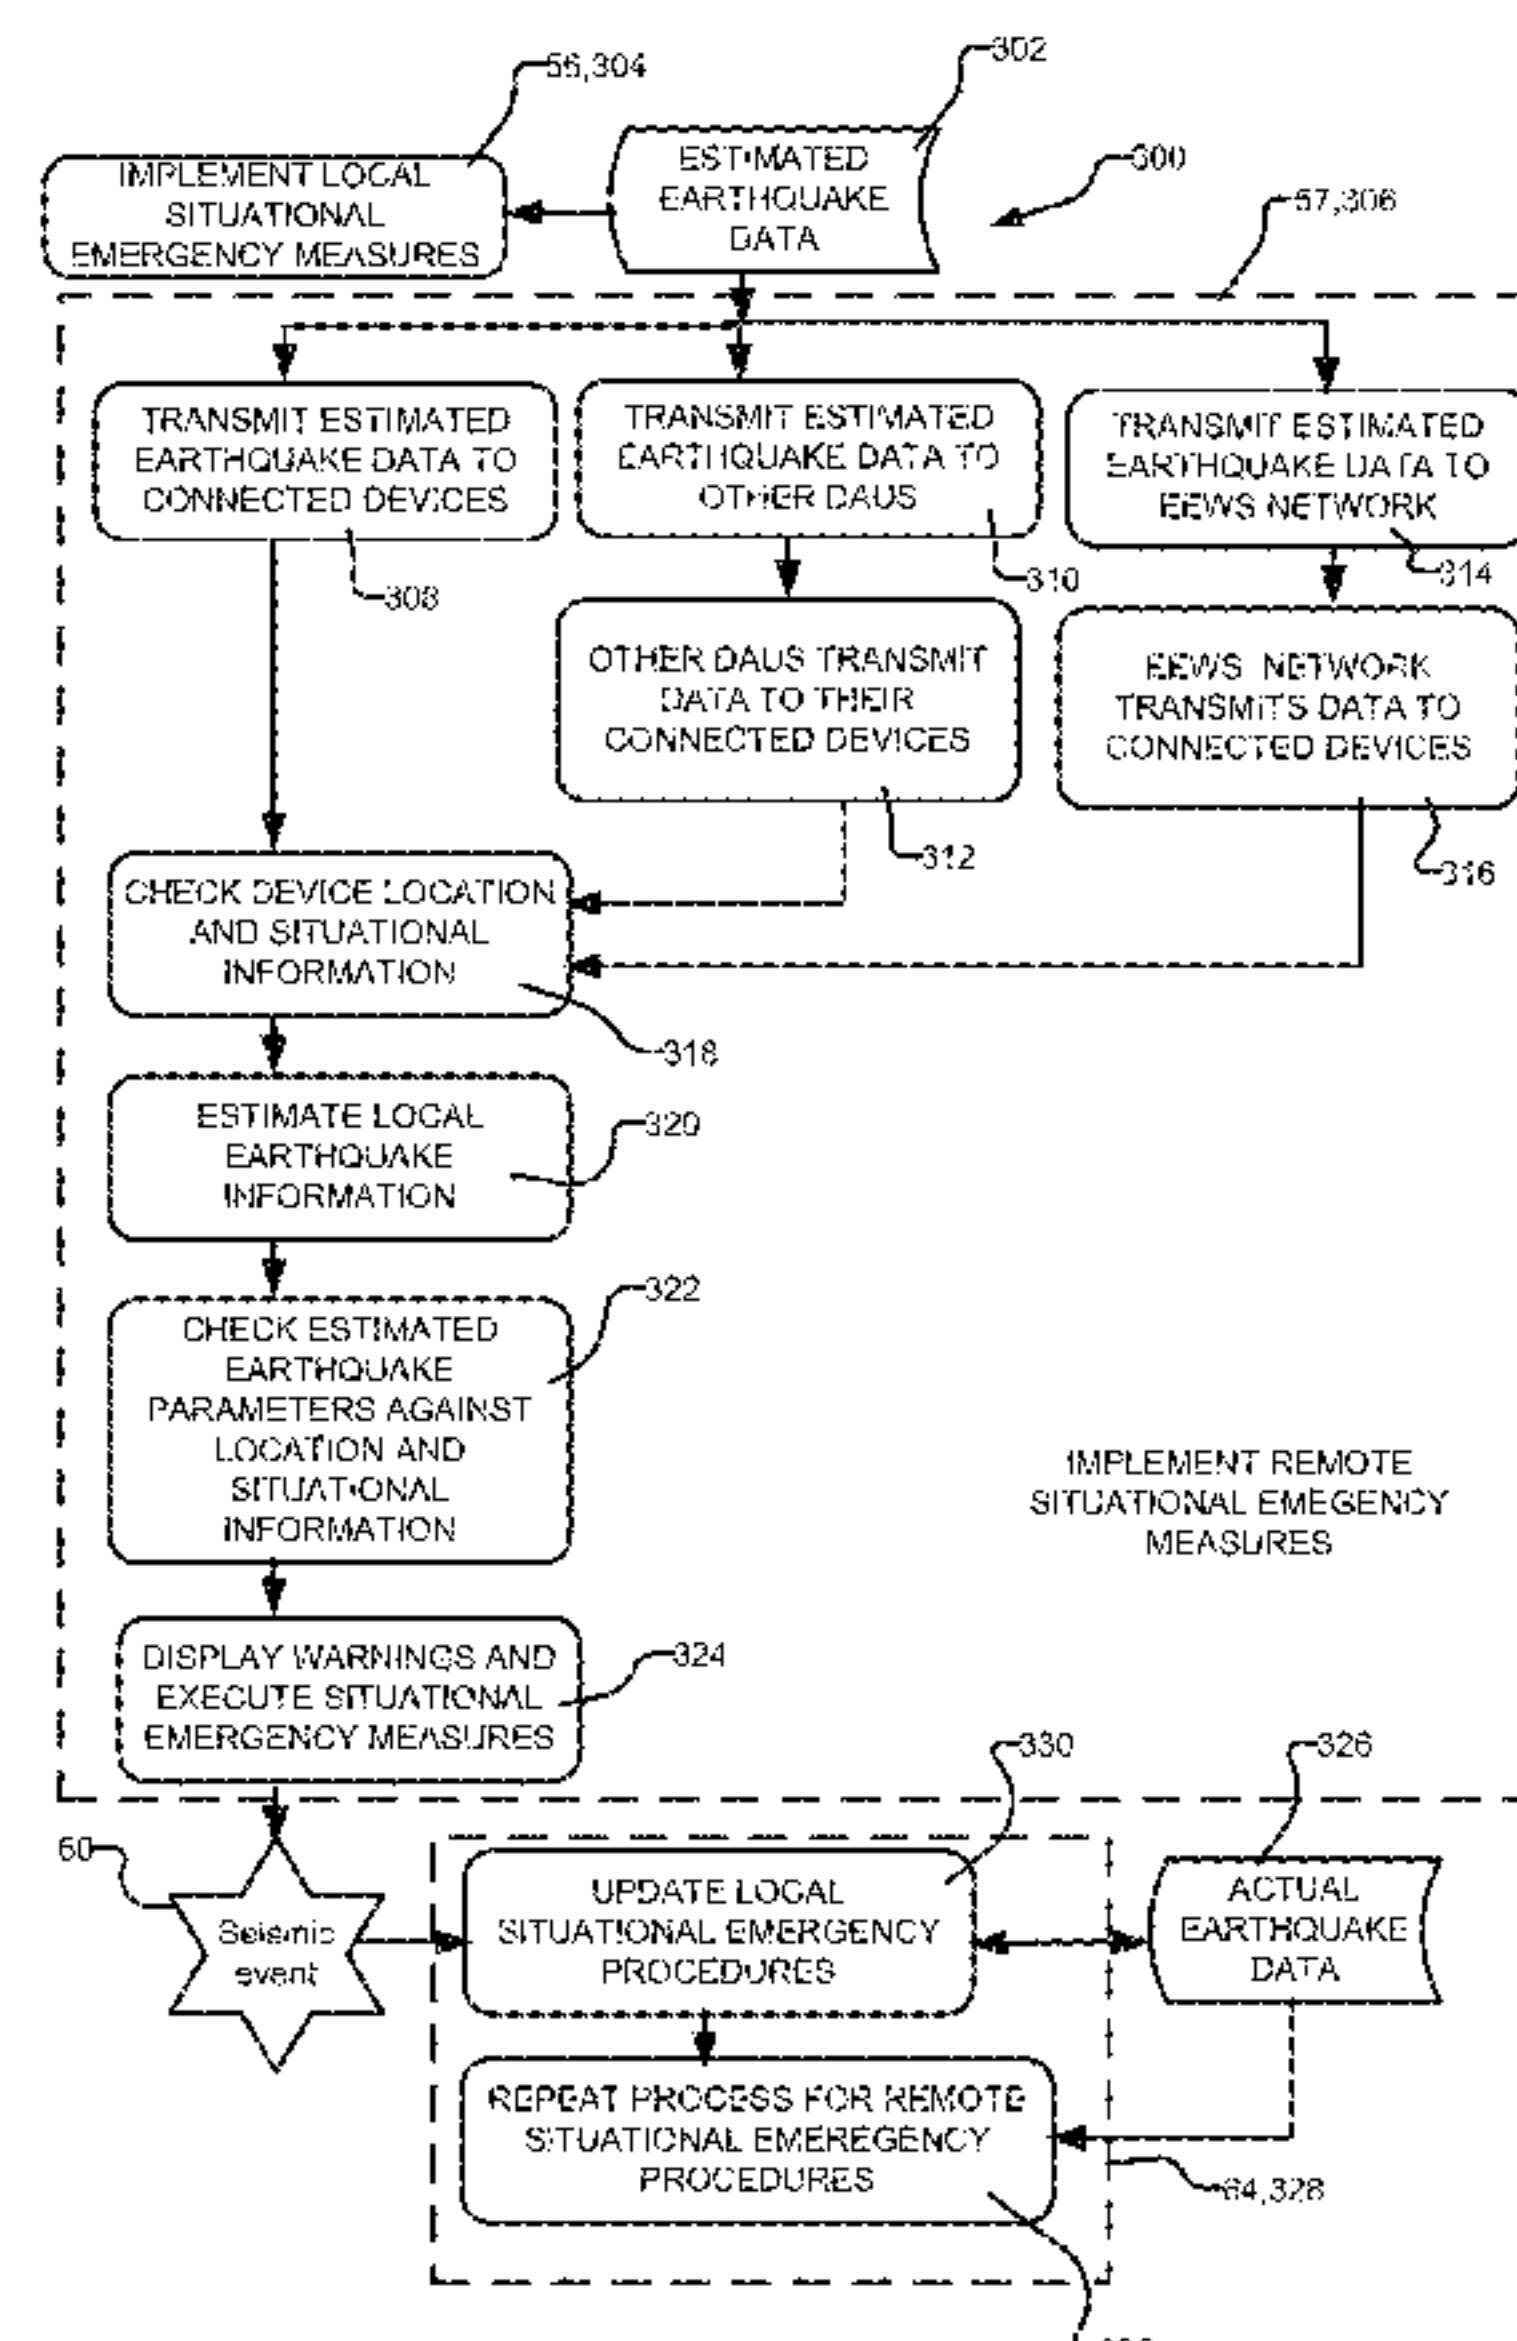 302
56,304
ESTIMATED
EARTHQUAKE
DATA
300
IMPLEMENT LOCAL
SITUATIONAL
EMERGENCY MEASURES
57,306
TRANSMIT ESTIMATED
EARTHQUAKE DATA TO
CONNECTED DEVICES
308
TRANSMIT ESTIMATED
EARTHQUAKE DATA TO
OTHER DAUS
310
TRANSMIT ESTIMATED
EARTHQUAKE DATA TO
EEWS NETWORK
314
OTHER DAUS TRANSMIT
DATA TO THEIR
CONNECTED DEVICES
312
EEWS NETWORK
TRANSMITS DATA TO
CONNECTED DEVICES
316
CHECK DEVICE LOCATION
AND SITUATIONAL
INFORMATION
318
ESTIMATE LOCAL
EARTHQUAKE
INFORMATION
320
CHECK ESTIMATED
EARTHQUAKE
PARAMETERS AGAINST
LOCATION AND
SITUATIONAL
INFORMATION
322
IMPLEMENT REMOTE
SITUATIONAL EMEGENCY
MEASURES
DISPLAY WARNINGS AND
EXECUTE SITUATIONAL
EMERGENCY MEASURES
324
330
326
60
Seismic
event
UPDATE LOCAL
SITUATIONAL EMERGENCY
PROCEDURES
ACTUAL
EARTHQUAKE
DATA
REPEAT PROCESS FOR REMOTE
SITUATIONAL EMEREGENCY
PROCEDURES
64,328